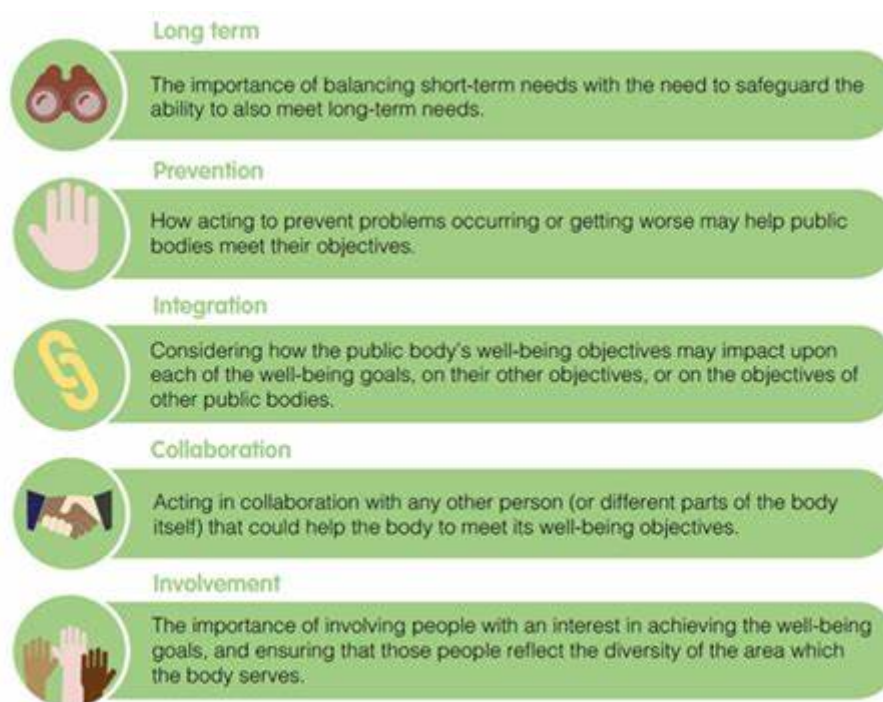 Long term
The importance of balancing short-term needs with the need to safeguard the
ability to also meet long-term needs.
Prevention
How acting to prevent problems occurring or getting worse may help public
bodies meet their objectives.
Integration
Considering how the public body's well-being objectives may impact upon
each of the well-being goals, on their other objectives, or on the objectives of
other public bodies.
Collaboration
Acting in collaboration with any other person (or different parts of the body
itself) that could help the body to meet its well-being objectives.
Involvement
The importance of involving people with an interest in achieving the well-being
goals, and ensuring that those people reflect the diversity of the area which
the body serves.